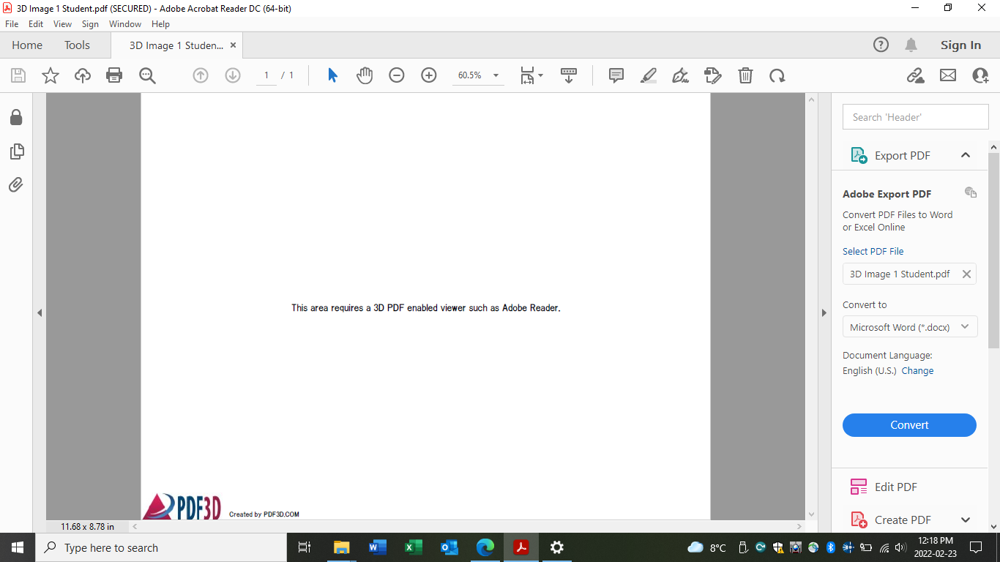 3D Image 1 Student.pdf (SECURED) - Adobe Acrobat Reader DC (64-bit)
File Edit View Sign Window Help
Home Tools 3D Image 1 Studen... × Sign In
1 / 1 60.5%
Search 'Header'
Export PDF
Adobe Export PDF
Convert PDF Files to Word
or Excel Online
Select PDF File
3D Image 1 Student.pdf
Convert to
Microsoft Word (*.docx)
Document Language:
English (U.S.) Change
Convert
Edit PDF
Create PDF
This area requires a 3D PDF enabled viewer such as Adobe Reader.
PDF3D Created by PDF3D.COM
11.68 x 8.78 in
Type here to search
8°C
12:18 PM
2022-02-23